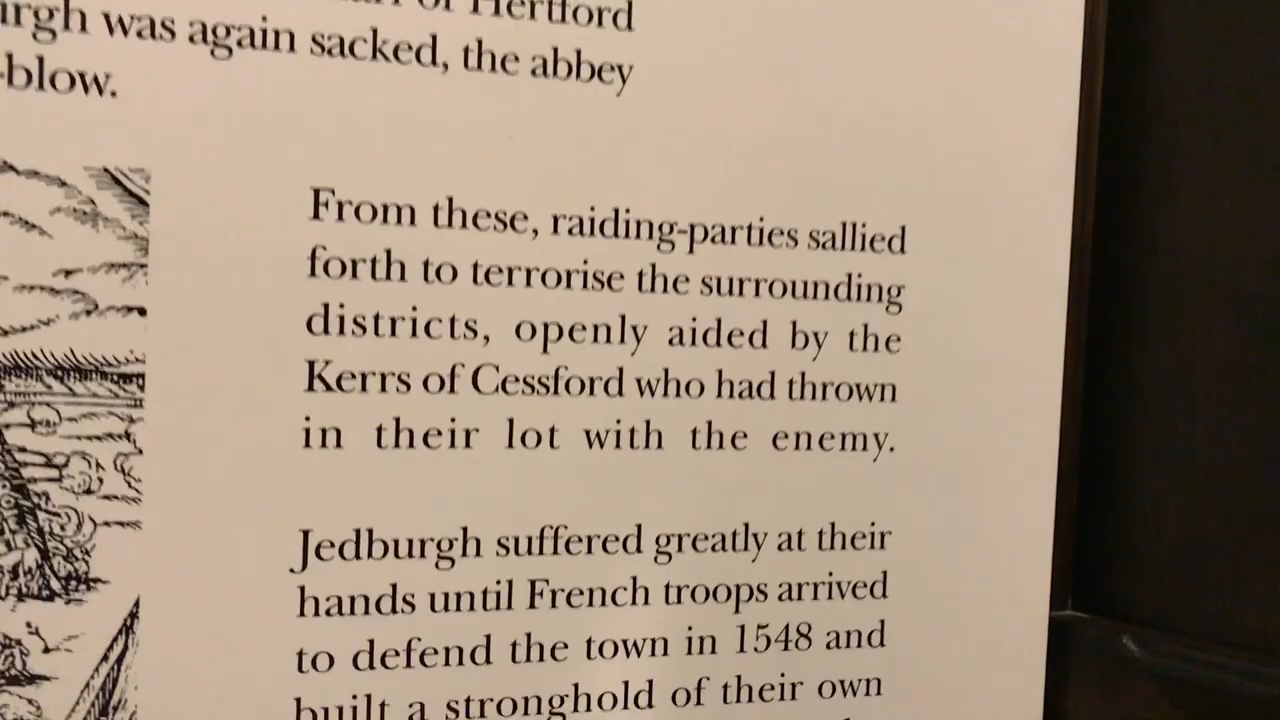 of Hertford
urgh was again sacked, the abbey
-blow.
From these, raiding-parties sallied
forth to terrorise the surrounding
districts, openly aided by the
Kerrs of Cessford who had thrown
in their lot with the enemy.
Jedburgh suffered greatly at their
hands until French troops arrived
to defend the town in 1548 and
built a stronghold of their own